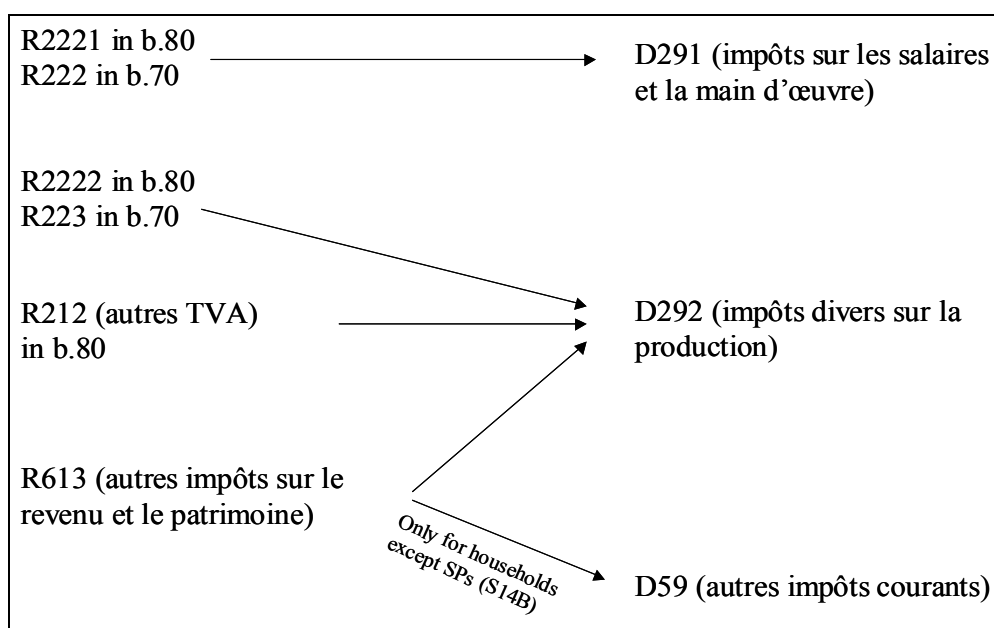 R2221 in b.80
R222 in b.70
D291 (impôts sur les salaires
et la main d'œuvre)
R2222 in b.80
R223 in b.70
R212 (autres TVA)
in b.80
D292 (impôts divers sur la
production)
R613 (autres impôts sur le
revenu et le patrimoine)
Only for households
except SPs (S14B)
D59 (autres impôts courants)